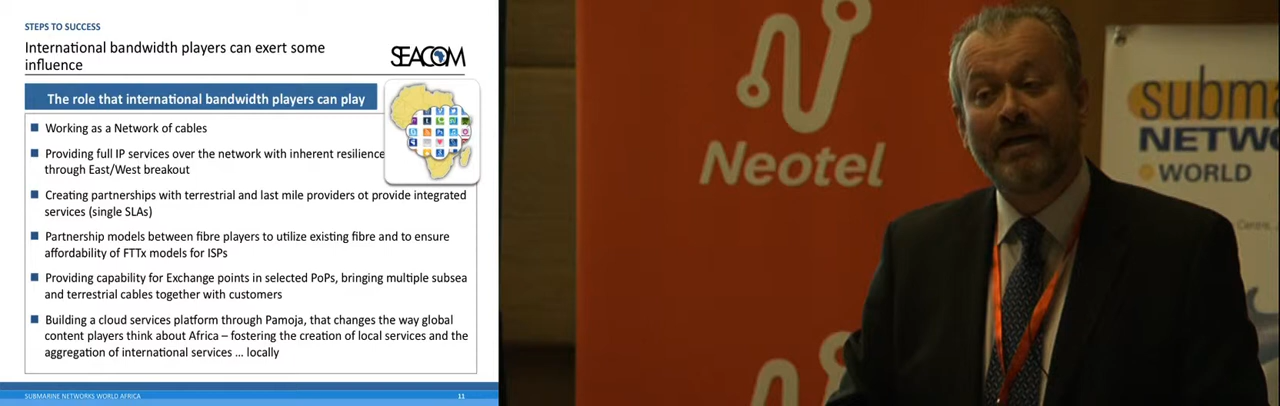 STEPS TO SUCCESS
International bandwidth players can exert some
influence
SEACOM
The role that international bandwidth players can play
Working as a Network of cables
Providing full IP services over the network with inherent resilience
through East/West breakout
Creating partnerships with terrestrial and last mile providers ot provide integrated
services (single SLAs)
Partnership models between fibre players to utilize existing fibre and to ensure
affordability of FTTx models for ISPs
Providing capability for Exchange points in selected PoPs, bringing multiple subsea
and terrestrial cables together with customers
Building a cloud services platform through Pamoja, that changes the way global
content players think about Africa – fostering the creation of local services and the
aggregation of international services ... locally
SUBMARINE NETWORKS WORLD AFRICA 11
Neotel
subma
NETWO
WORLD
Centre,